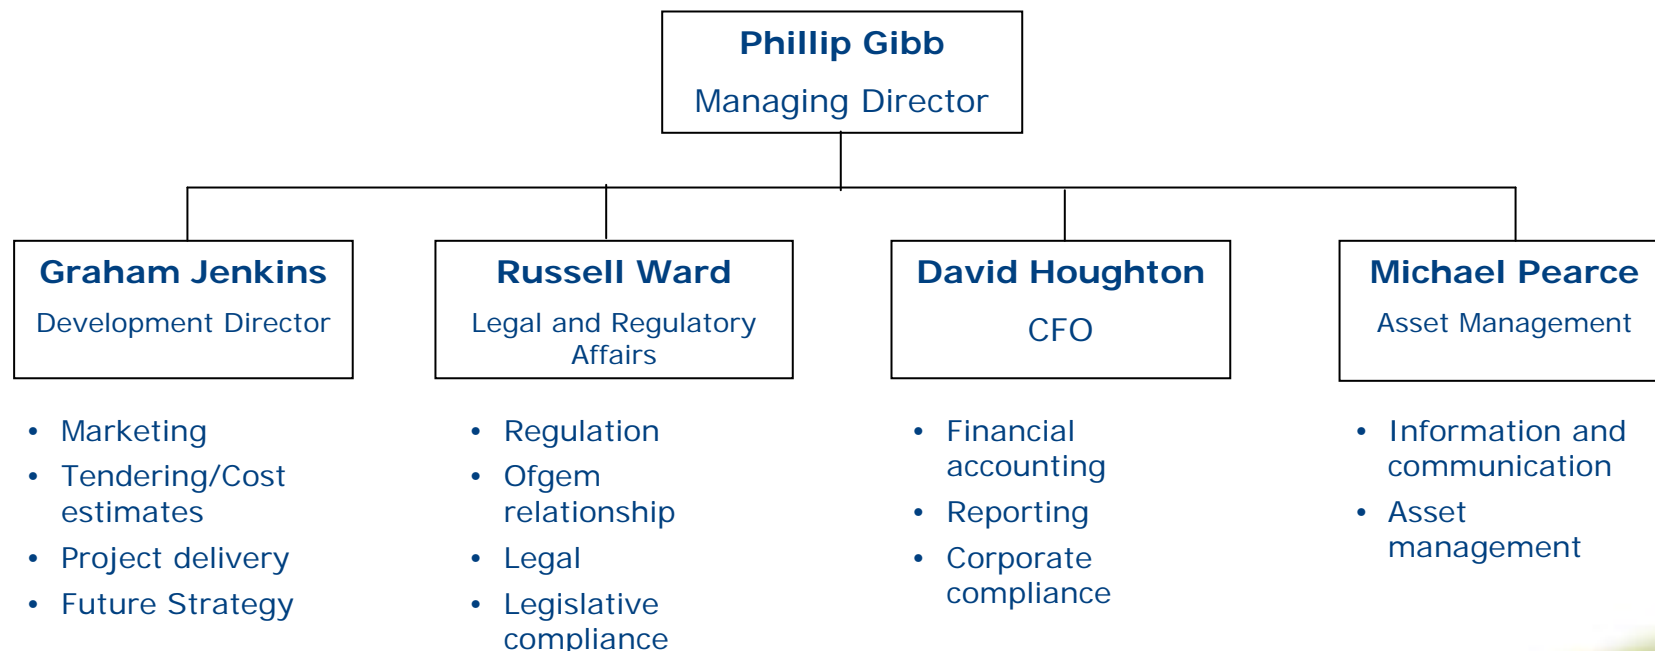 Phillip Gibb
Managing Director
Graham Jenkins
Development Director
Russell Ward
Legal and Regulatory
Affairs
David Houghton
CFO
Michael Pearce
Asset Management
• Marketing
• Tendering/Cost
estimates
• Project delivery
• Future Strategy
• Regulation
• Ofgem
relationship
• Legal
• Legislative
compliance
• Financial
accounting
• Reporting
• Corporate
compliance
• Information and
communication
• Asset
management